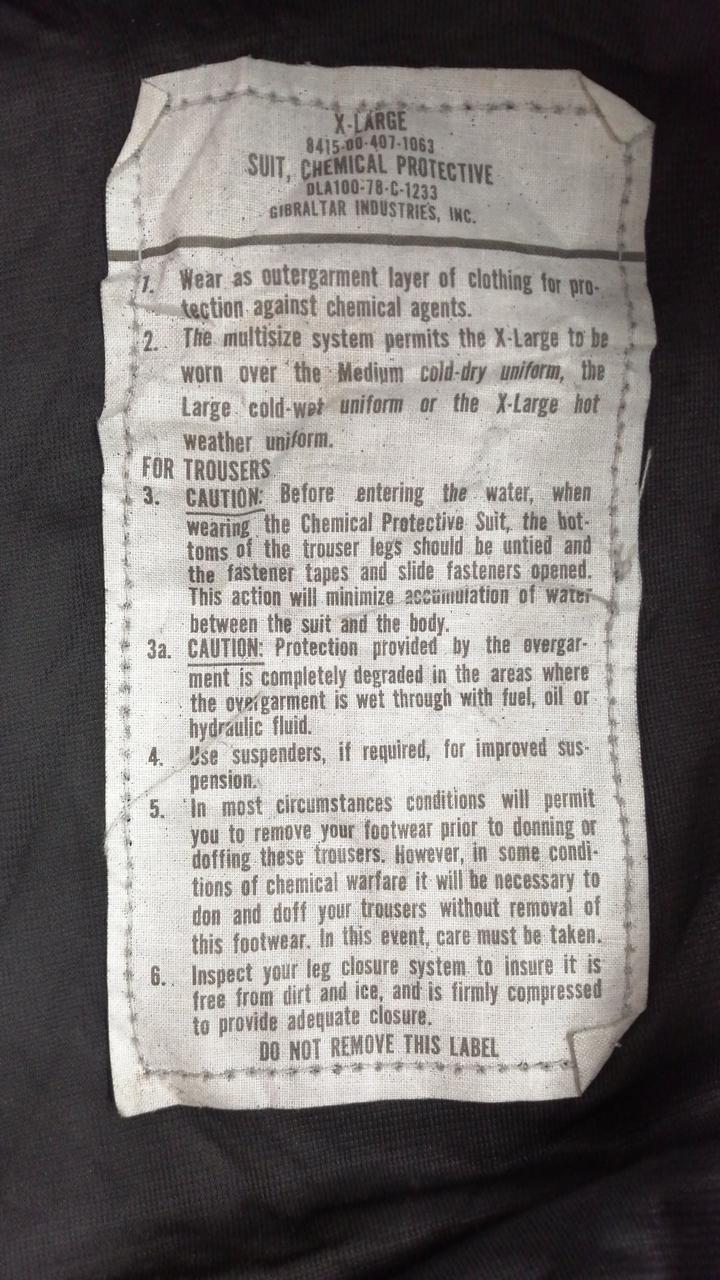 X-LARGE
8415-00-407-1063
SUIT, CHEMICAL PROTECTIVE
DLA100-78-C-1233
GIBRALTAR INDUSTRIES, INC.
1. Wear as outergarment layer of clothing for pro-
tection against chemical agents.
2. The multisize system permits the X-Large to be
worn over the Medium cold-dry uniform, the
Large cold-wet uniform or the X-Large hot
weather uniform.
FOR TROUSERS
3. CAUTION: Before entering the water, when
wearing the Chemical Protective Suit, the bot-
toms of the trouser legs should be untied and
the fastener tapes and slide fasteners opened.
This action will minimize accumulation of water
between the suit and the body.
3a. CAUTION: Protection provided by the overgar-
ment is completely degraded in the areas where
the overgarment is wet through with fuel, oil or
hydraulic fluid.
4. Use suspenders, if required, for improved sus-
pension.
5. In most circumstances conditions will permit
you to remove your footwear prior to donning or
doffing these trousers. However, in some condi-
tions of chemical warfare it will be necessary to
don and doff your trousers without removal of
this footwear. In this event, care must be taken.
6. Inspect your leg closure system to insure it is
free from dirt and ice, and is firmly compressed
to provide adequate closure.
DO NOT REMOVE THIS LABEL